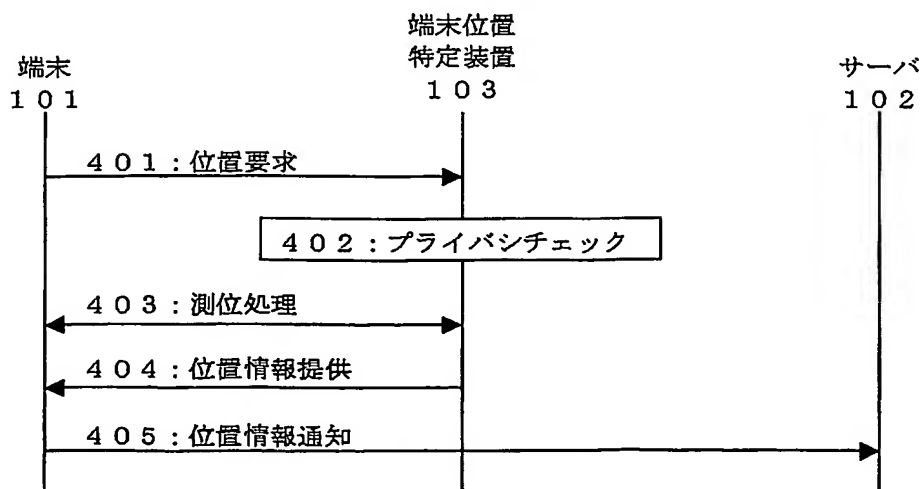 端末位置
特定装置
１０３
端末
１０１
サーバ
１０２
４０１：位置要求
４０２：プライバシチェック
４０３：測位処理
４０４：位置情報提供
４０５：位置情報通知